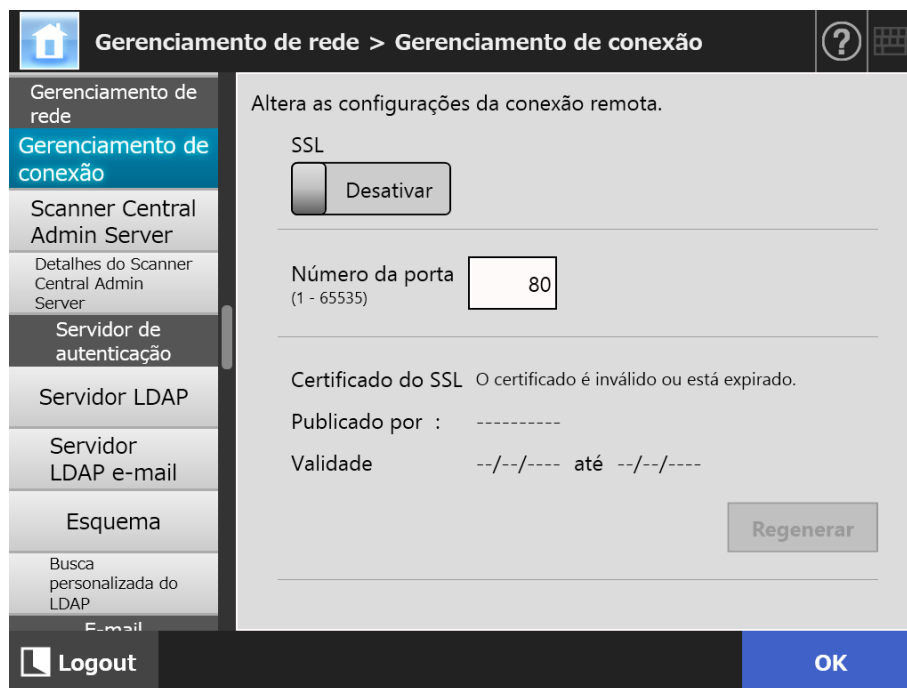 Gerenciamento de rede > Gerenciamento de conexão
?
Gerenciamento de
rede
Gerenciamento de
conexão
Scanner Central
Admin Server
Detalhes do Scanner
Central Admin
Server
Servidor de
autenticação
Servidor LDAP
Servidor
LDAP e-mail
Esquema
Busca
personalizada do
LDAP
E-mail
Altera as configurações da conexão remota.
SSL
Desativar
Número da porta
(1 - 65535)
80
Certificado do SSL O certificado é inválido ou está expirado.
Publicado por : ----------
Validade --/--/---- até --/--/----
Regenerar
Logout
OK